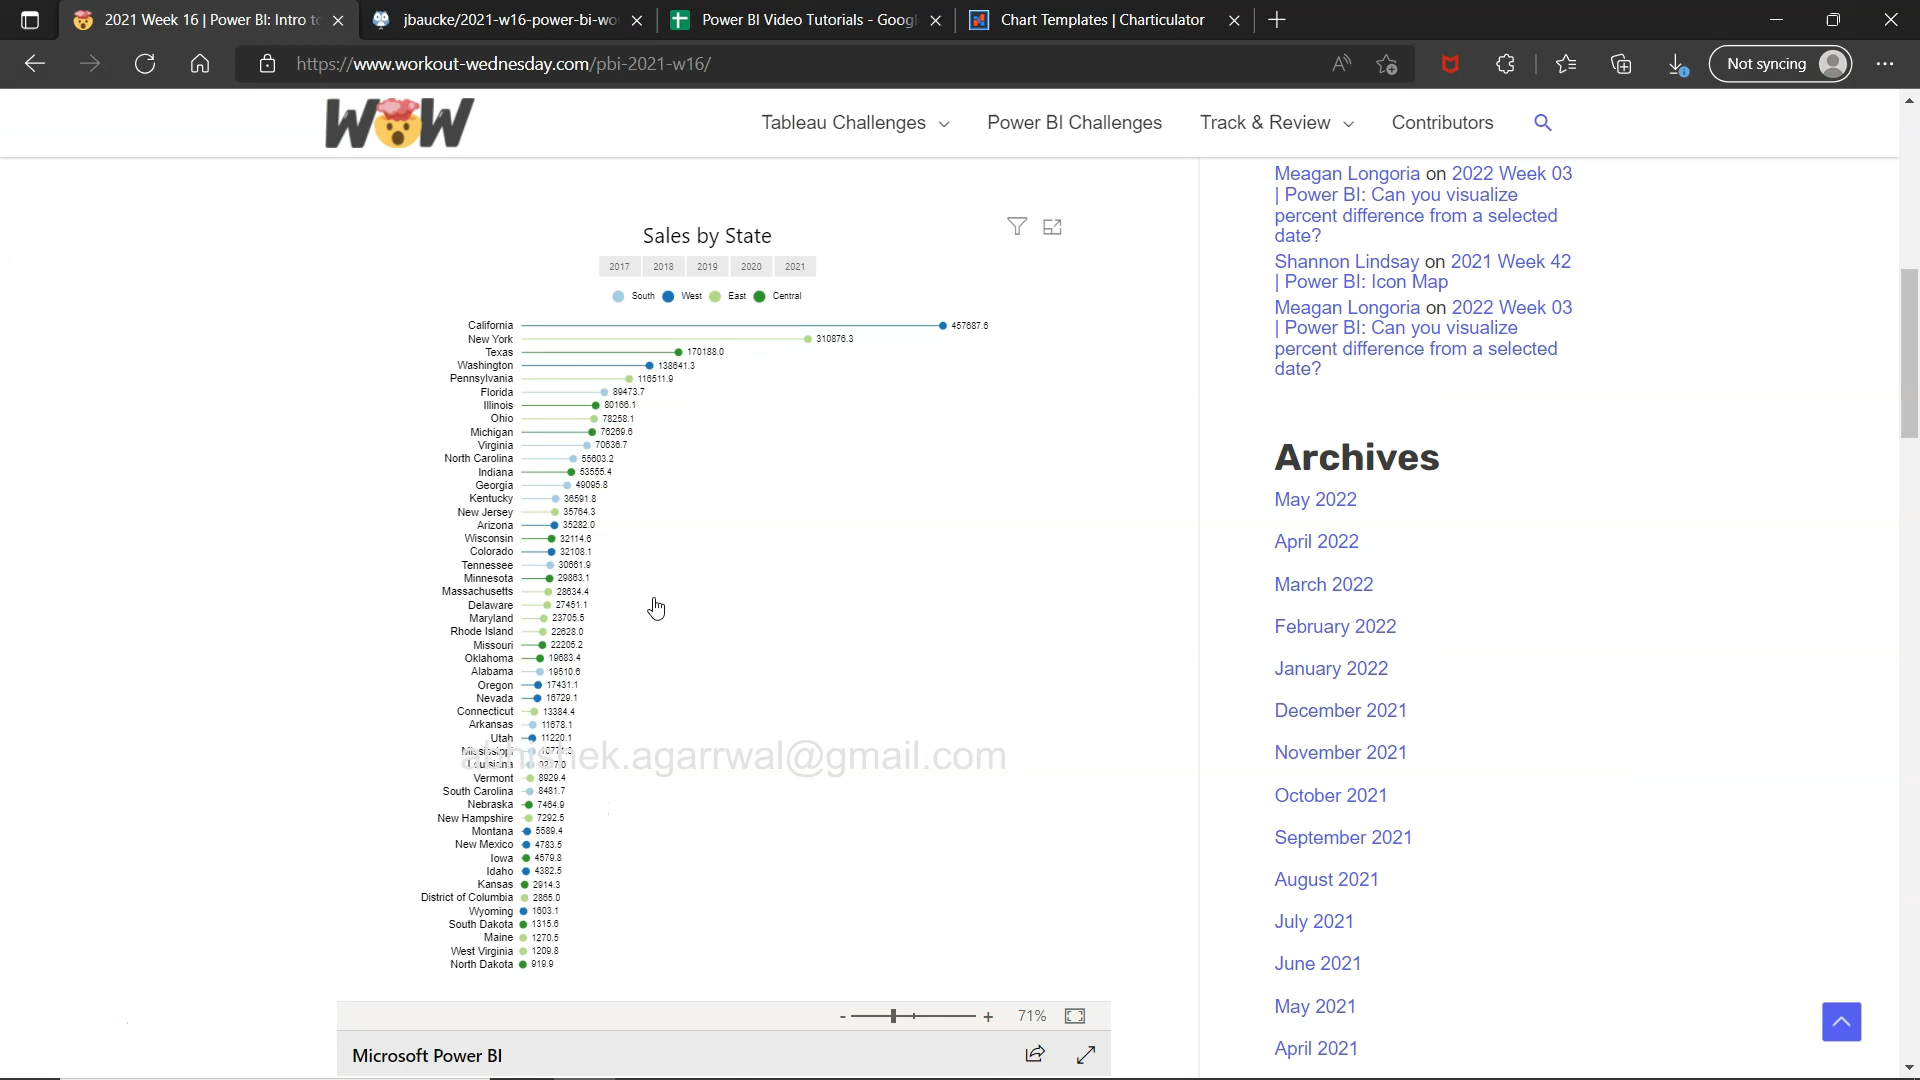 2021 Week 16 | Power BI: Intro to
jbaucke/2021-w16-power-bi-wo
Power BI Video Tutorials - Googl
Chart Templates | Charticulator
https://www.workout-wednesday.com/pbi-2021-w16/
Not syncing
WOW
Tableau Challenges
Power BI Challenges
Track & Review
Contributors
Sales by State
2017 2018 2019 2020 2021
South West East Central
California 457687.6
New York 310876.3
Texas 170188.0
Washington 138641.3
Pennsylvania 116511.9
Florida 89473.7
Illinois 80166.1
Ohio 78258.1
Michigan 76269.6
Virginia 70636.7
North Carolina 55603.2
Indiana 53555.4
Georgia 49095.8
Kentucky 36591.8
New Jersey 35764.3
Arizona 35282.0
Wisconsin 32114.6
Colorado 32108.1
Tennessee 30661.9
Minnesota 29863.1
Massachusetts 28634.4
Delaware 27451.1
Maryland 23705.5
Rhode Island 22628.0
Missouri 22205.2
Oklahoma 19683.4
Alabama 19510.6
Oregon 17431.1
Nevada 16729.1
Connecticut 13384.4
Arkansas 11678.1
Utah 11220.1
Mississippi
Louisiana
abhishek.agarrwal@gmail.com
Vermont 8929.4
South Carolina 8481.7
Nebraska 7464.9
New Hampshire 7292.5
Montana 5589.4
New Mexico 4783.5
Iowa 4579.8
Idaho 4382.5
Kansas 2914.3
District of Columbia 2865.0
Wyoming 1603.1
South Dakota 1315.6
Maine 1270.5
West Virginia 1209.8
North Dakota 919.9
- + 71%
Microsoft Power BI
Meagan Longoria on 2022 Week 03
| Power BI: Can you visualize
percent difference from a selected
date?
Shannon Lindsay on 2021 Week 42
| Power BI: Icon Map
Meagan Longoria on 2022 Week 03
| Power BI: Can you visualize
percent difference from a selected
date?
Archives
May 2022
April 2022
March 2022
February 2022
January 2022
December 2021
November 2021
October 2021
September 2021
August 2021
July 2021
June 2021
May 2021
April 2021